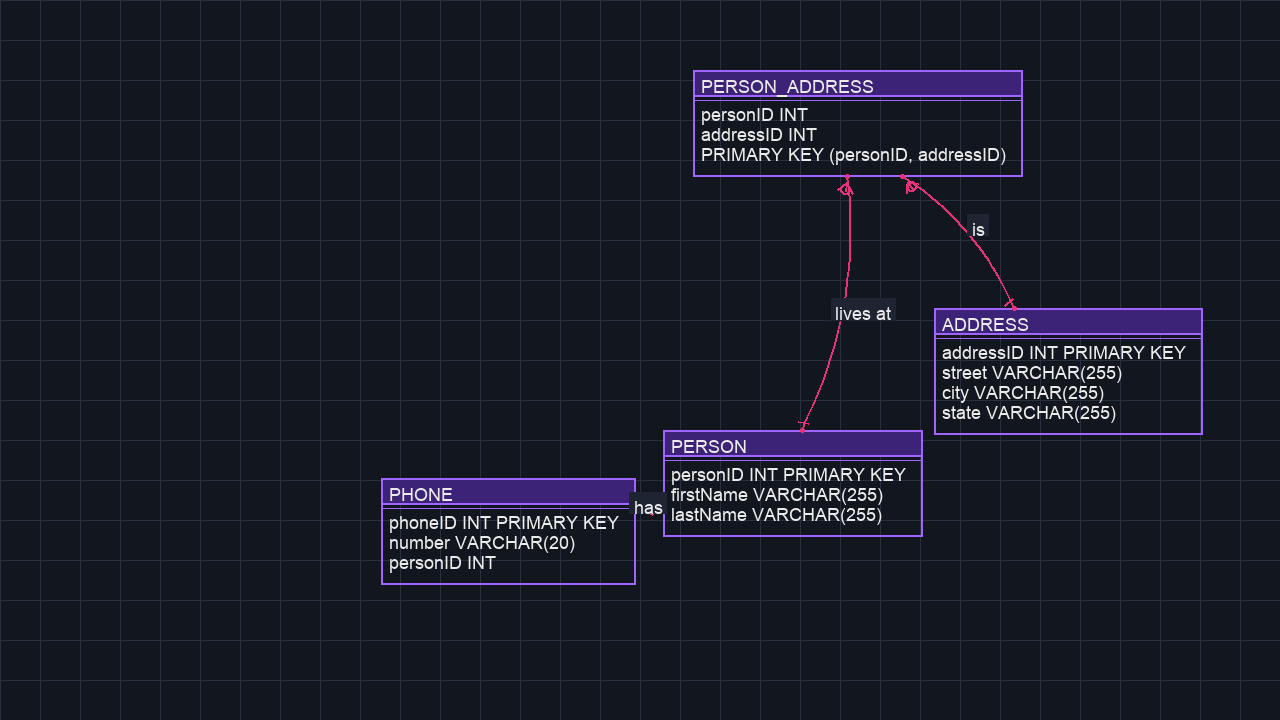 PERSON_ADDRESS
personID INT
addressID INT
PRIMARY KEY (personID, addressID)
is
lives at
ADDRESS
addressID INT PRIMARY KEY
street VARCHAR(255)
city VARCHAR(255)
state VARCHAR(255)
PERSON
personID INT PRIMARY KEY
firstName VARCHAR(255)
lastName VARCHAR(255)
has
PHONE
phoneID INT PRIMARY KEY
number VARCHAR(20)
personID INT